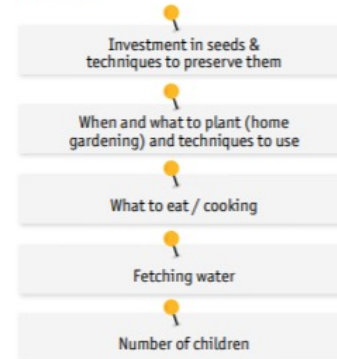 Investment in seeds &
techniques to preserve them
When and what to plant (home
gardening) and techniques to use
What to eat / cooking
Fetching water
Number of children